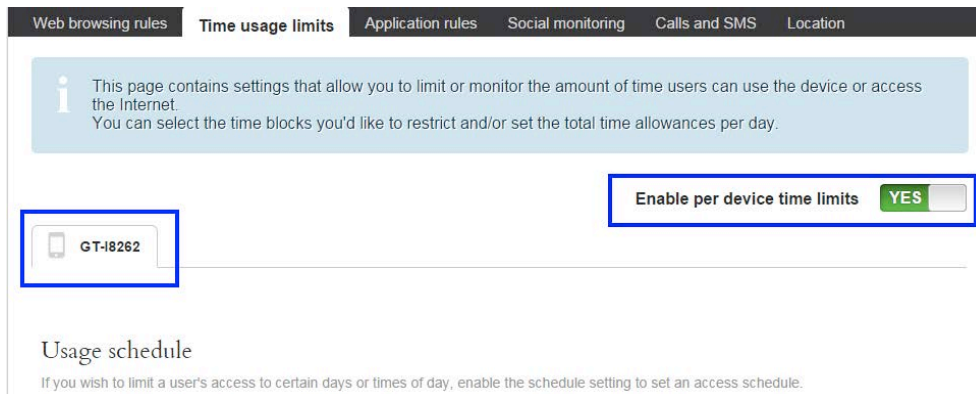 Web browsing rules Time usage limits Application rules Social monitoring Calls and SMS Location
i
This page contains settings that allow you to limit or monitor the amount of time users can use the device or access
the Internet.
You can select the time blocks you'd like to restrict and/or set the total time allowances per day.
Enable per device time limits YES
GT-I8262
Usage schedule
If you wish to limit a user's access to certain days or times of day, enable the schedule setting to set an access schedule.